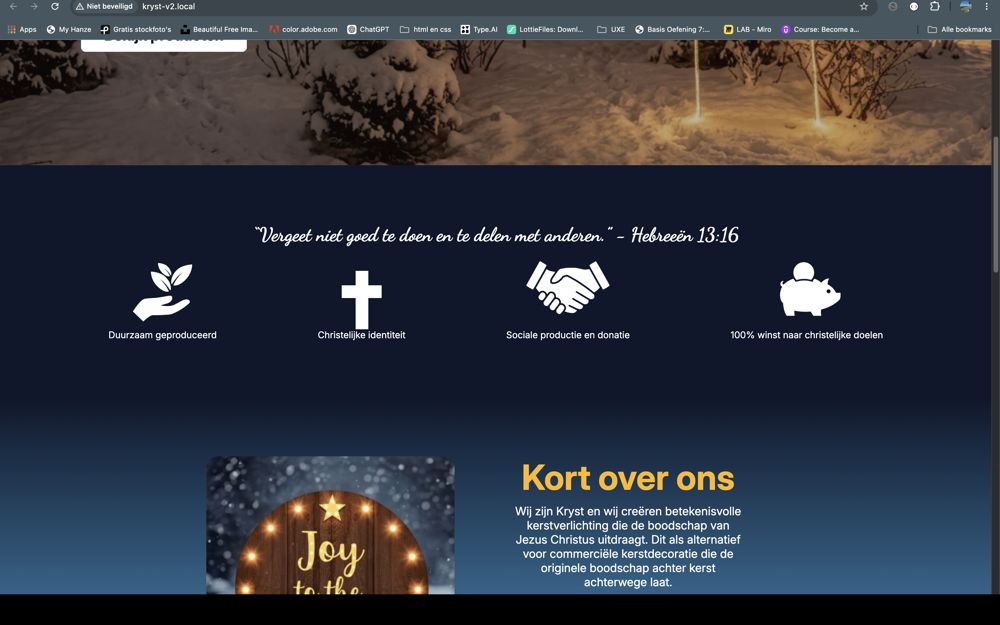 Niet beveiligd
kryst-v2.local
Apps
My Hanze
Gratis stockfoto's
Beautiful Free Ima...
color.adobe.com
ChatGPT
html en css
Type.AI
LottieFiles: Downl...
UXE
Basis Oefening 7:...
LAB - Miro
Course: Become a...
Alle bookmarks
“Vergeet niet goed te doen en te delen met anderen.” - Hebreeën 13:16
Duurzaam geproduceerd
Christelijke identiteit
Sociale productie en donatie
100% winst naar christelijke doelen
Joy
to the
Kort over ons
Wij zijn Kryst en wij creëren betekenisvolle
kerstverlichting die de boodschap van
Jezus Christus uitdraagt. Dit als alternatief
voor commerciële kerstdecoratie die de
originele boodschap achter kerst
achterwege laat.